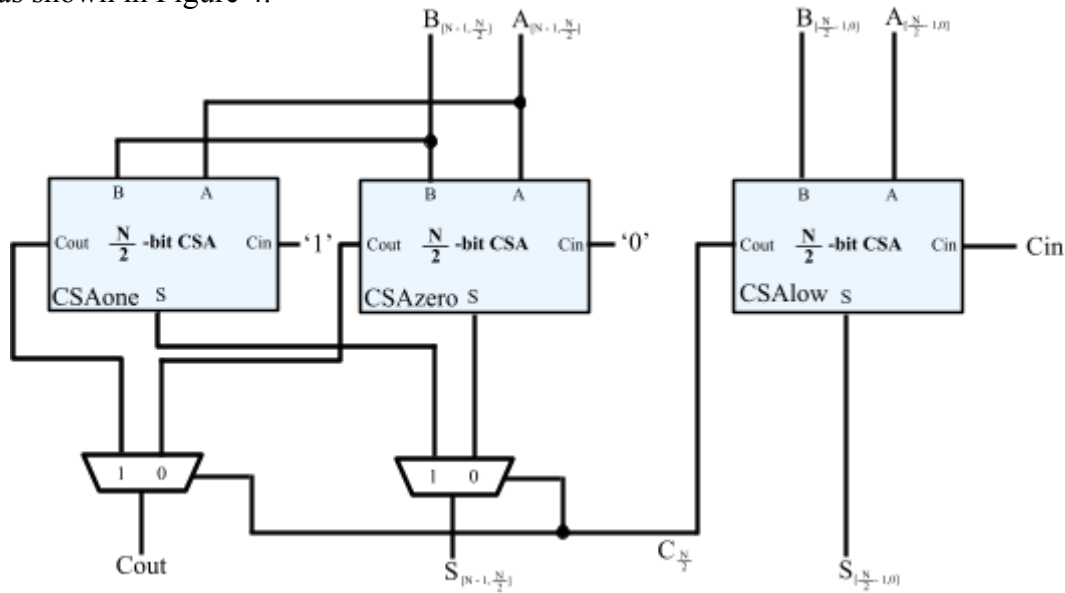 as shown in Figure 4.
B[N - 1, N/2] A[N - 1, N/2] B[N/2 - 1,0] A[N/2 - 1,0]
B A
Cout N/2 -bit CSA Cin
CSAone S
'1'
B A
Cout N/2 -bit CSA Cin
CSAzero S
'0'
B A
Cout N/2 -bit CSA Cin
CSAlow S
Cin
1 0
1 0
Cout
S[N - 1, N/2]
C N/2
S[N/2 - 1,0]